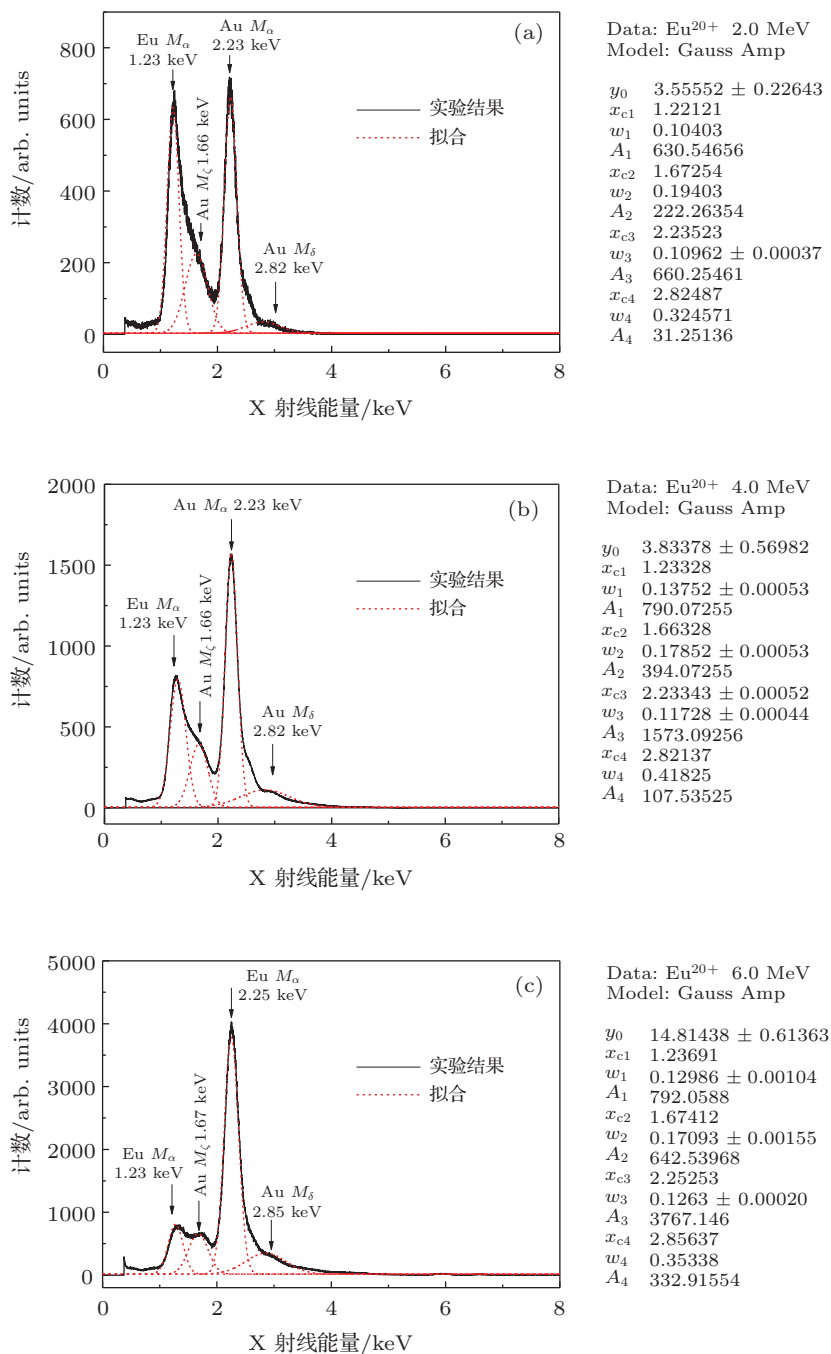 (a)
Eu Mα
1.23 keV
Au Mα
2.23 keV
Au Mζ 1.66 keV
Au Mδ
2.82 keV
实验结果
拟合
计数/arb. units
800
600
400
200
0
0 2 4 6 8
X 射线能量/keV
Data: Eu²⁰⁺ 2.0 MeV
Model: Gauss Amp
y₀ 3.55552 ± 0.22643
xc1 1.22121
w₁ 0.10403
A₁ 630.54656
xc2 1.67254
w₂ 0.19403
A₂ 222.26354
xc3 2.23523
w₃ 0.10962 ± 0.00037
A₃ 660.25461
xc4 2.82487
w₄ 0.324571
A₄ 31.25136
(b)
Au Mα 2.23 keV
Eu Mα
1.23 keV
Au Mζ 1.66 keV
Au Mδ
2.82 keV
实验结果
拟合
计数/arb. units
2000
1500
1000
500
0
0 2 4 6 8
X 射线能量/keV
Data: Eu²⁰⁺ 4.0 MeV
Model: Gauss Amp
y₀ 3.83378 ± 0.56982
xc1 1.23328
w₁ 0.13752 ± 0.00053
A₁ 790.07255
xc2 1.66328
w₂ 0.17852 ± 0.00053
A₂ 394.07255
xc3 2.23343 ± 0.00052
w₃ 0.11728 ± 0.00044
A₃ 1573.09256
xc4 2.82137
w₄ 0.41825
A₄ 107.53525
(c)
Eu Mα
2.25 keV
Eu Mα
1.23 keV
Au Mζ 1.67 keV
Au Mδ
2.85 keV
实验结果
拟合
计数/arb. units
5000
4000
3000
2000
1000
0
0 2 4 6 8
X 射线能量/keV
Data: Eu²⁰⁺ 6.0 MeV
Model: Gauss Amp
y₀ 14.81438 ± 0.61363
xc1 1.23691
w₁ 0.12986 ± 0.00104
A₁ 792.0588
xc2 1.67412
w₂ 0.17093 ± 0.00155
A₂ 642.53968
xc3 2.25253
w₃ 0.1263 ± 0.00020
A₃ 3767.146
xc4 2.85637
w₄ 0.35338
A₄ 332.91554